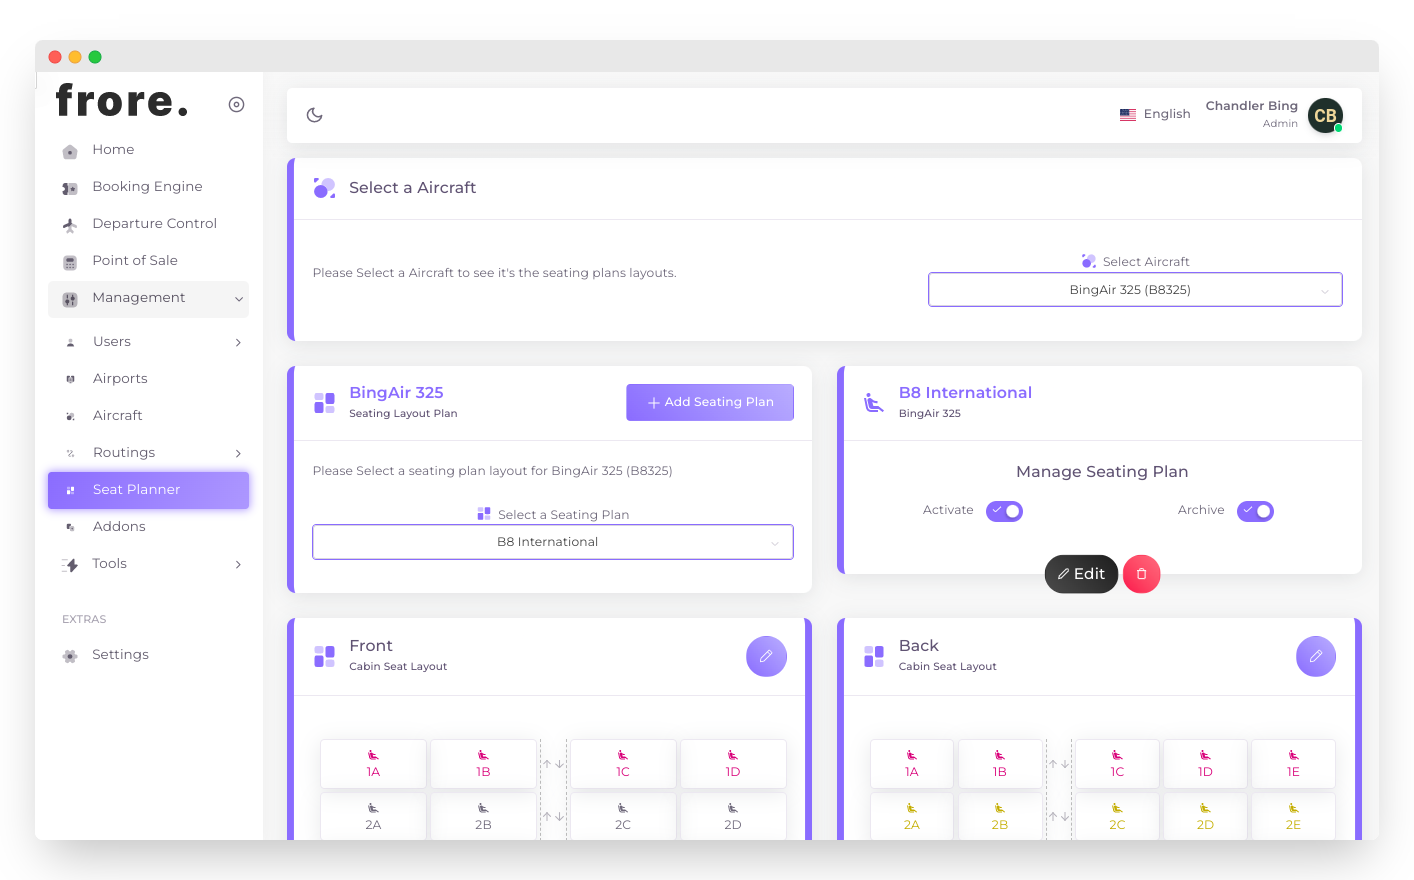 frore.
Home
Booking Engine
Departure Control
Point of Sale
Management
Users
Airports
Aircraft
Routings
Seat Planner
Addons
Tools
EXTRAS
Settings
English
Chandler Bing
Admin
CB
Select a Aircraft
Please Select a Aircraft to see it's the seating plans layouts.
Select Aircraft
BingAir 325 (B8325)
BingAir 325
Seating Layout Plan
Add Seating Plan
Please Select a seating plan layout for BingAir 325 (B8325)
Select a Seating Plan
B8 International
B8 International
BingAir 325
Manage Seating Plan
Activate
Archive
Edit
Front
Cabin Seat Layout
1A 1B 1C 1D
2A 2B 2C 2D
Back
Cabin Seat Layout
1A 1B 1C 1D 1E
2A 2B 2C 2D 2E